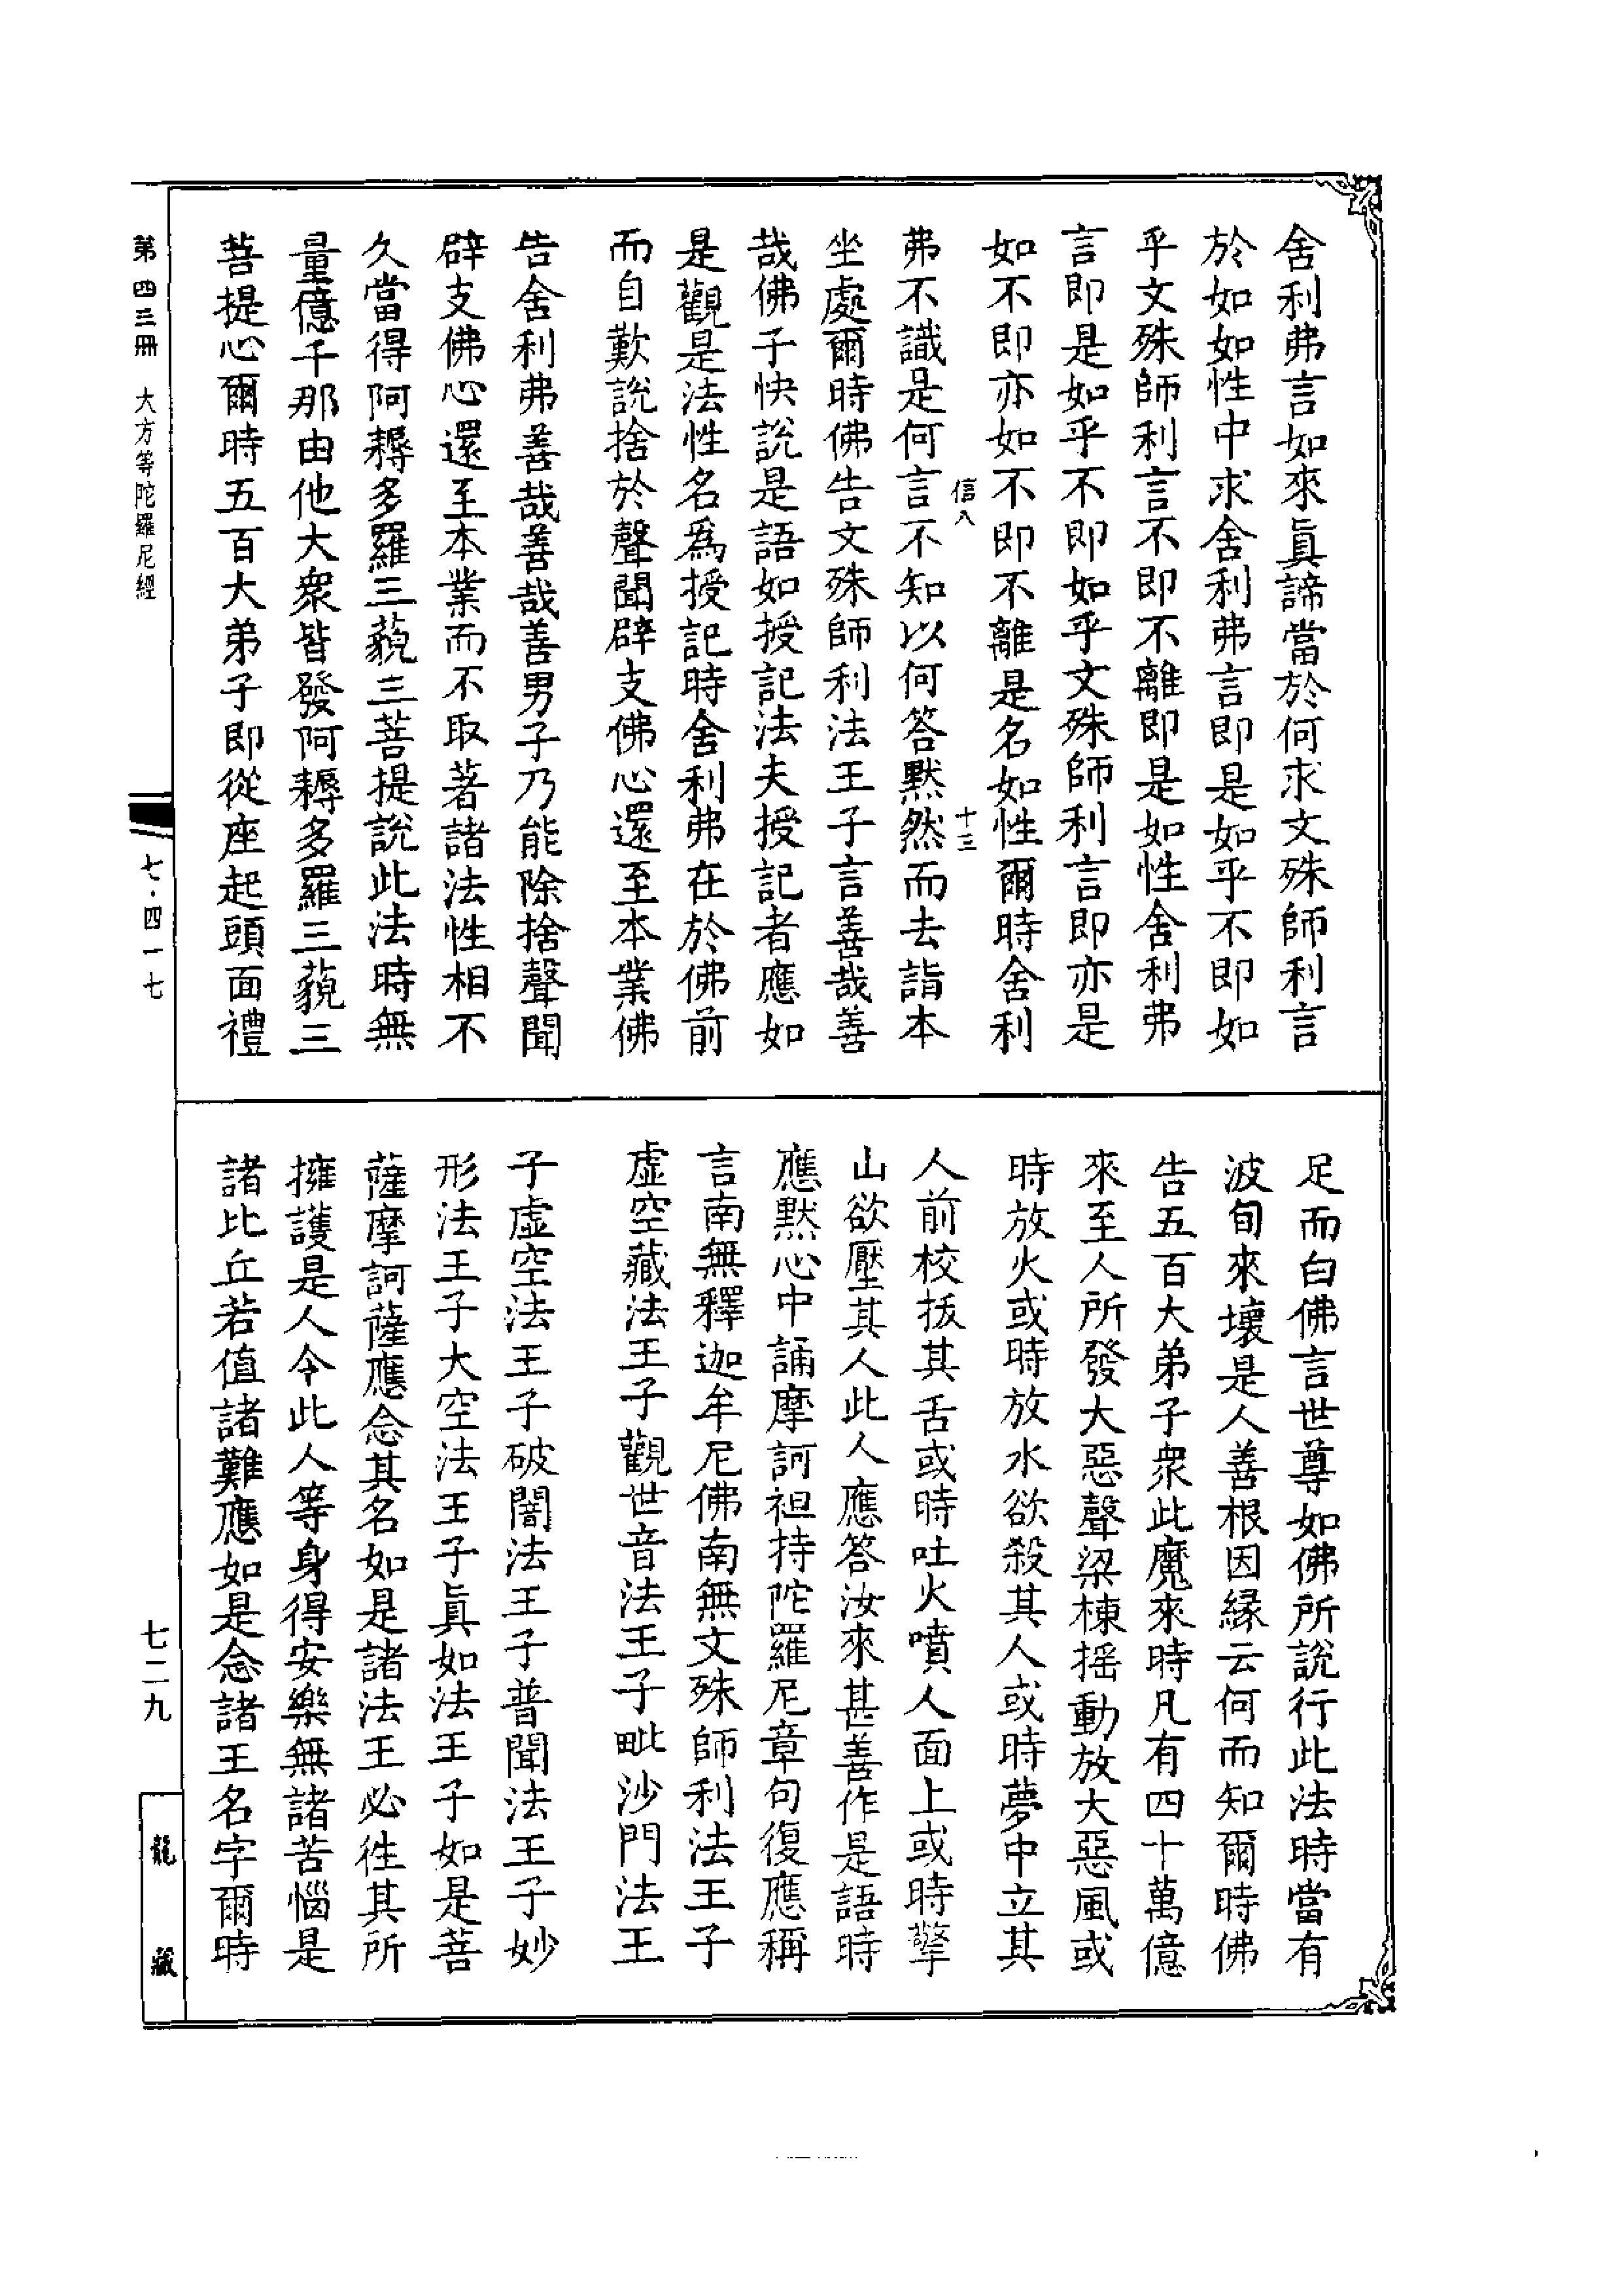 舍利弗言如來眞諦當於何求文殊師利言
於如如性中求舍利弗言即是如乎不即如
乎文殊師利言不即不離即是如性舍利弗
言即是如乎不即如乎文殊師利言即亦是
如不即亦如不即不離是名如性爾時舍利
信八
十三
弗不識是何言不知以何答黙然而去詣本
坐處爾時佛告文殊師利法王子言善哉善
哉佛子快說是語如授記法夫授記者應如
是觀是法性名爲授記時舍利弗在於佛前
而自歎說捨於聲聞辟支佛心還至本業佛
告舍利弗善哉善哉善男子乃能除捨聲聞
辟支佛心還至本業而不取著諸法性相不
久當得阿耨多羅三藐三菩提說此法時無
量億千那由他大衆皆發阿耨多羅三藐三
菩提心爾時五百大弟子即從座起頭面禮
足而白佛言世尊如佛所說行此法時當有
波旬來壞是人善根因縁云何而知爾時佛
告五百大弟子衆此魔來時凡有四十萬億
來至人所發大惡聲梁棟摇動放大惡風或
時放火或時放水欲殺其人或時夢中立其
人前挍拔其舌或時吐火噴人面上或時擎
山欲壓其人此人應答汝來甚善作是語時
應黙心中誦摩訶袒持陀羅尼章句復應稱
言南無釋迦牟尼佛南無文殊師利法王子
虛空藏法王子觀世音法王子毗沙門法王
子虛空法王子破闇法王子普聞法王子妙
形法王子大空法王子眞如法王子如是菩
薩摩訶薩應念其名如是諸法王必徃其所
擁護是人令此人等身得安樂無諸苦惱是
諸比丘若值諸難應如是念諸王名字爾時
第四三冊 大方等陀羅尼經
七·四一七
七二九
龍藏